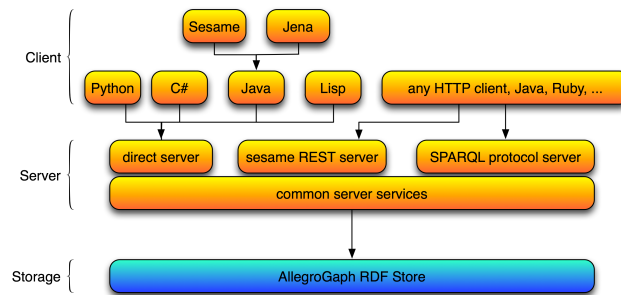 Sesame
Jena
Client
Python
C#
Java
Lisp
any HTTP client, Java, Ruby, ...
direct server
sesame REST server
SPARQL protocol server
Server
common server services
Storage
AllegroGaph RDF Store